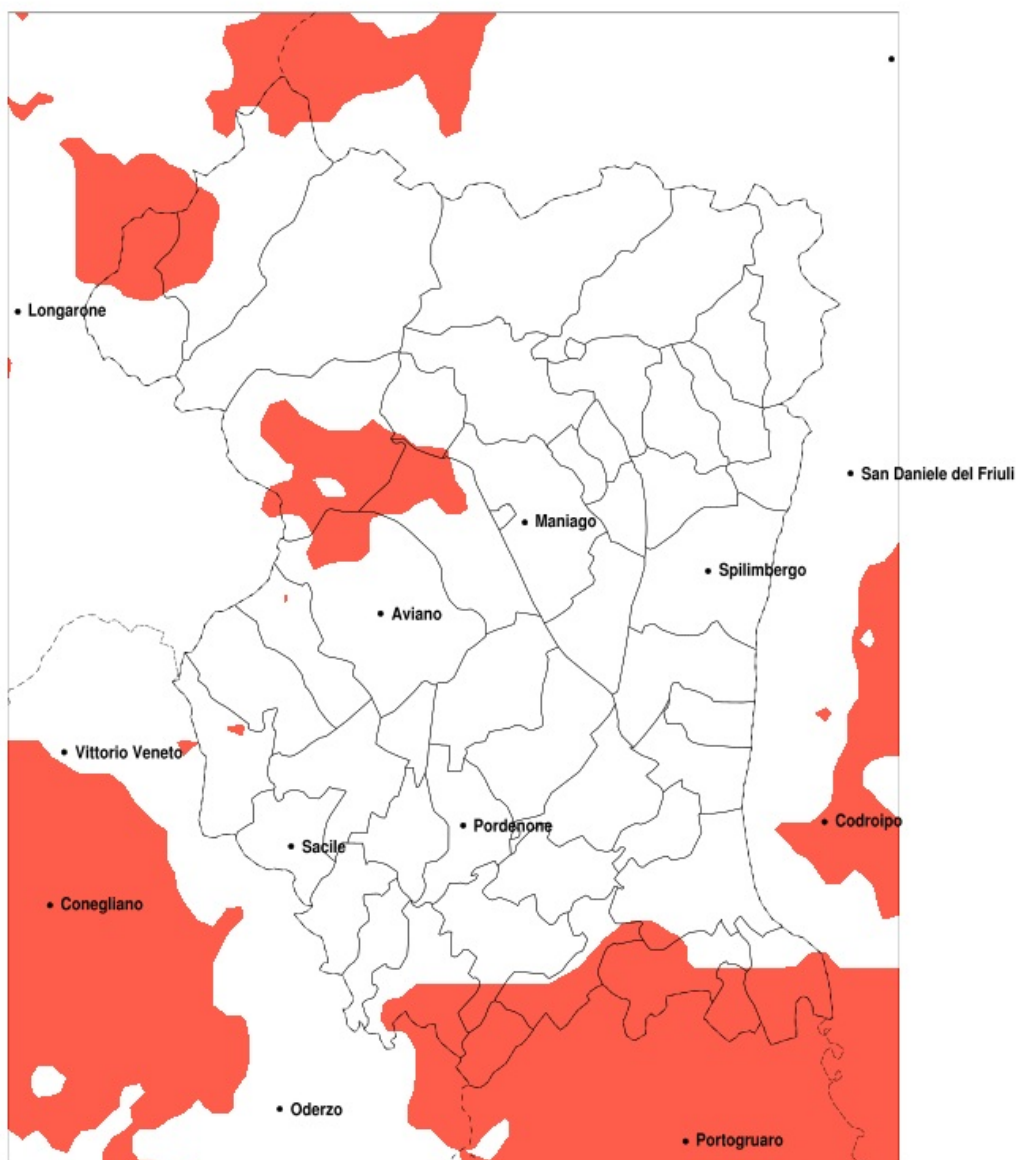 Longarone
San Daniele del Friuli
Maniago
Spilimbergo
Aviano
Vittorio Veneto
Codroipo
Pordenone
Sacile
Conegliano
Oderzo
Portogruaro